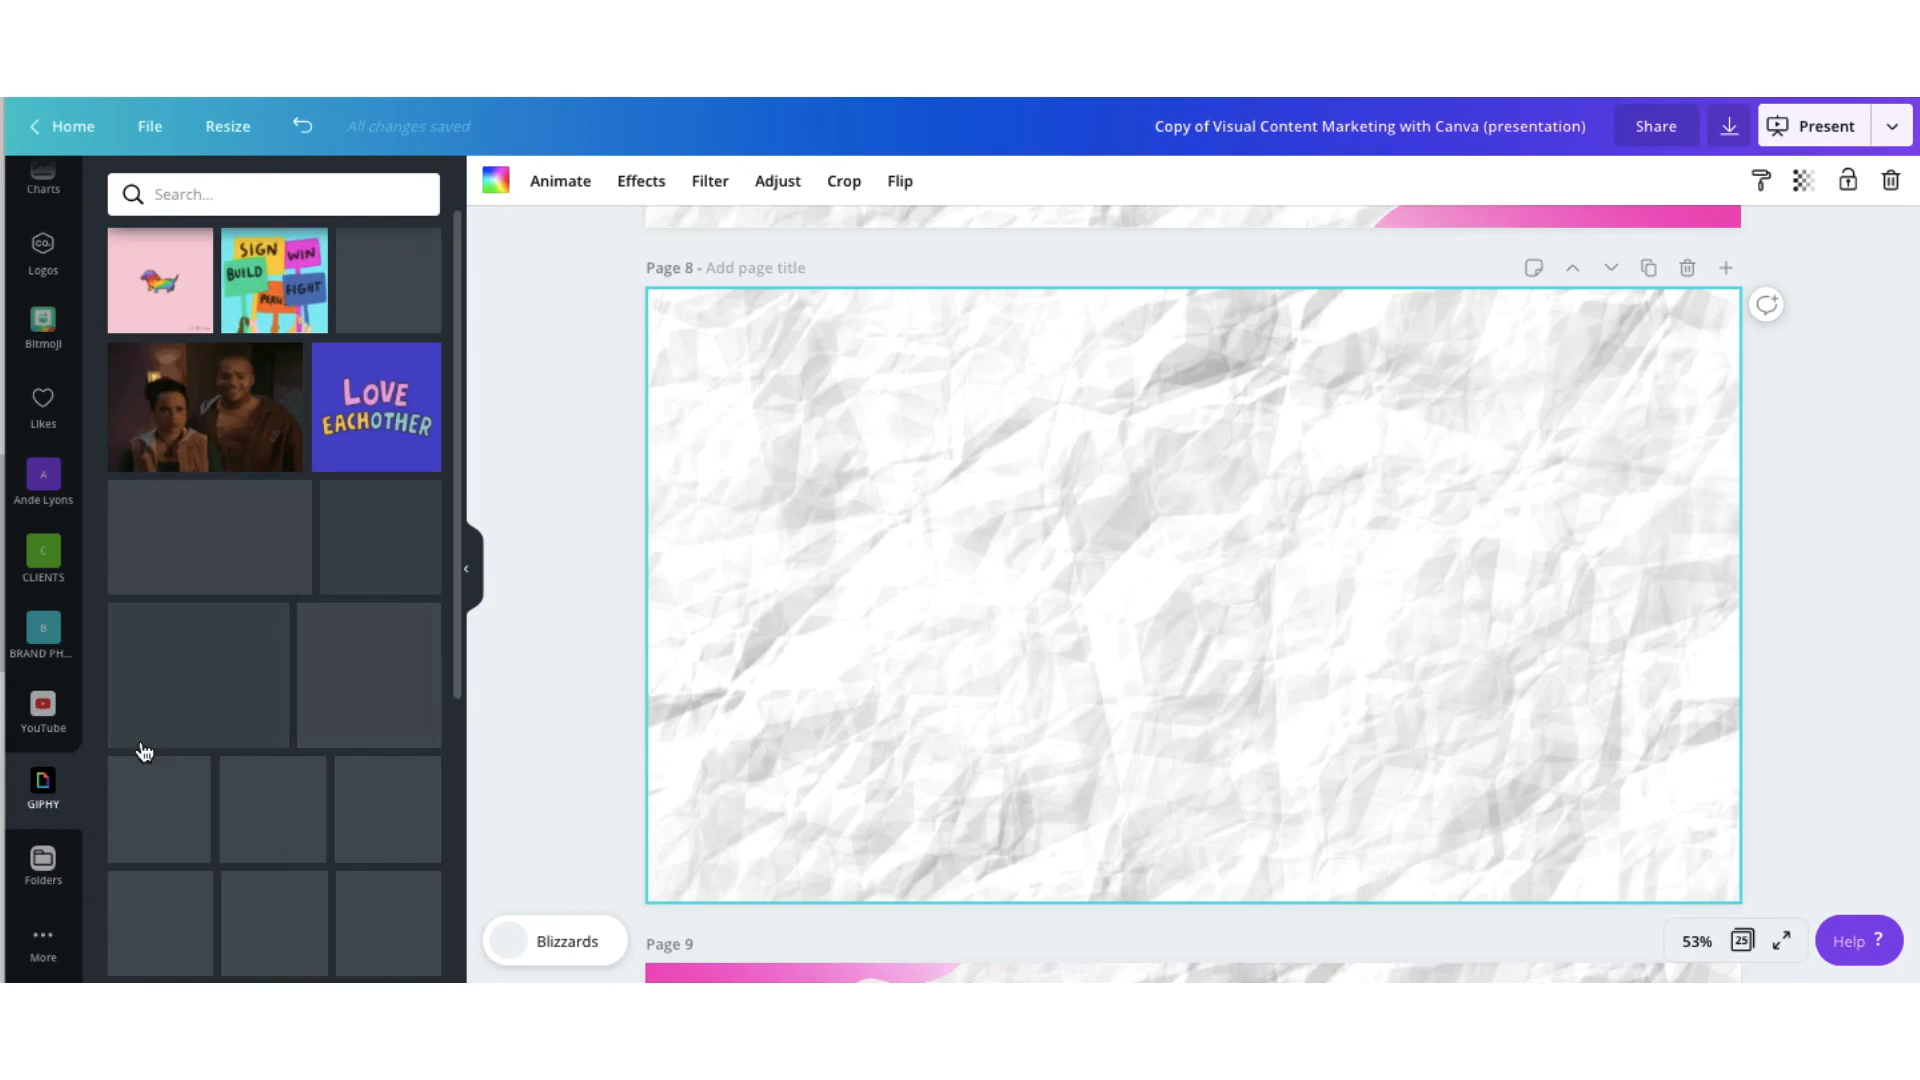 Home File Resize All changes saved Copy of Visual Content Marketing with Canva (presentation) Share Present
Charts
Search...
Animate Effects Filter Adjust Crop Flip
Logos
Bitmoji
Likes
A
Ande Lyons
C
CLIENTS
B
BRAND PH...
YouTube
GIPHY
Folders
More
SIGN
WIN
BUILD
FIGHT
LOVE
EACHOTHER
Page 8 - Add page title
Blizzards
Page 9
53% 25 Help ?